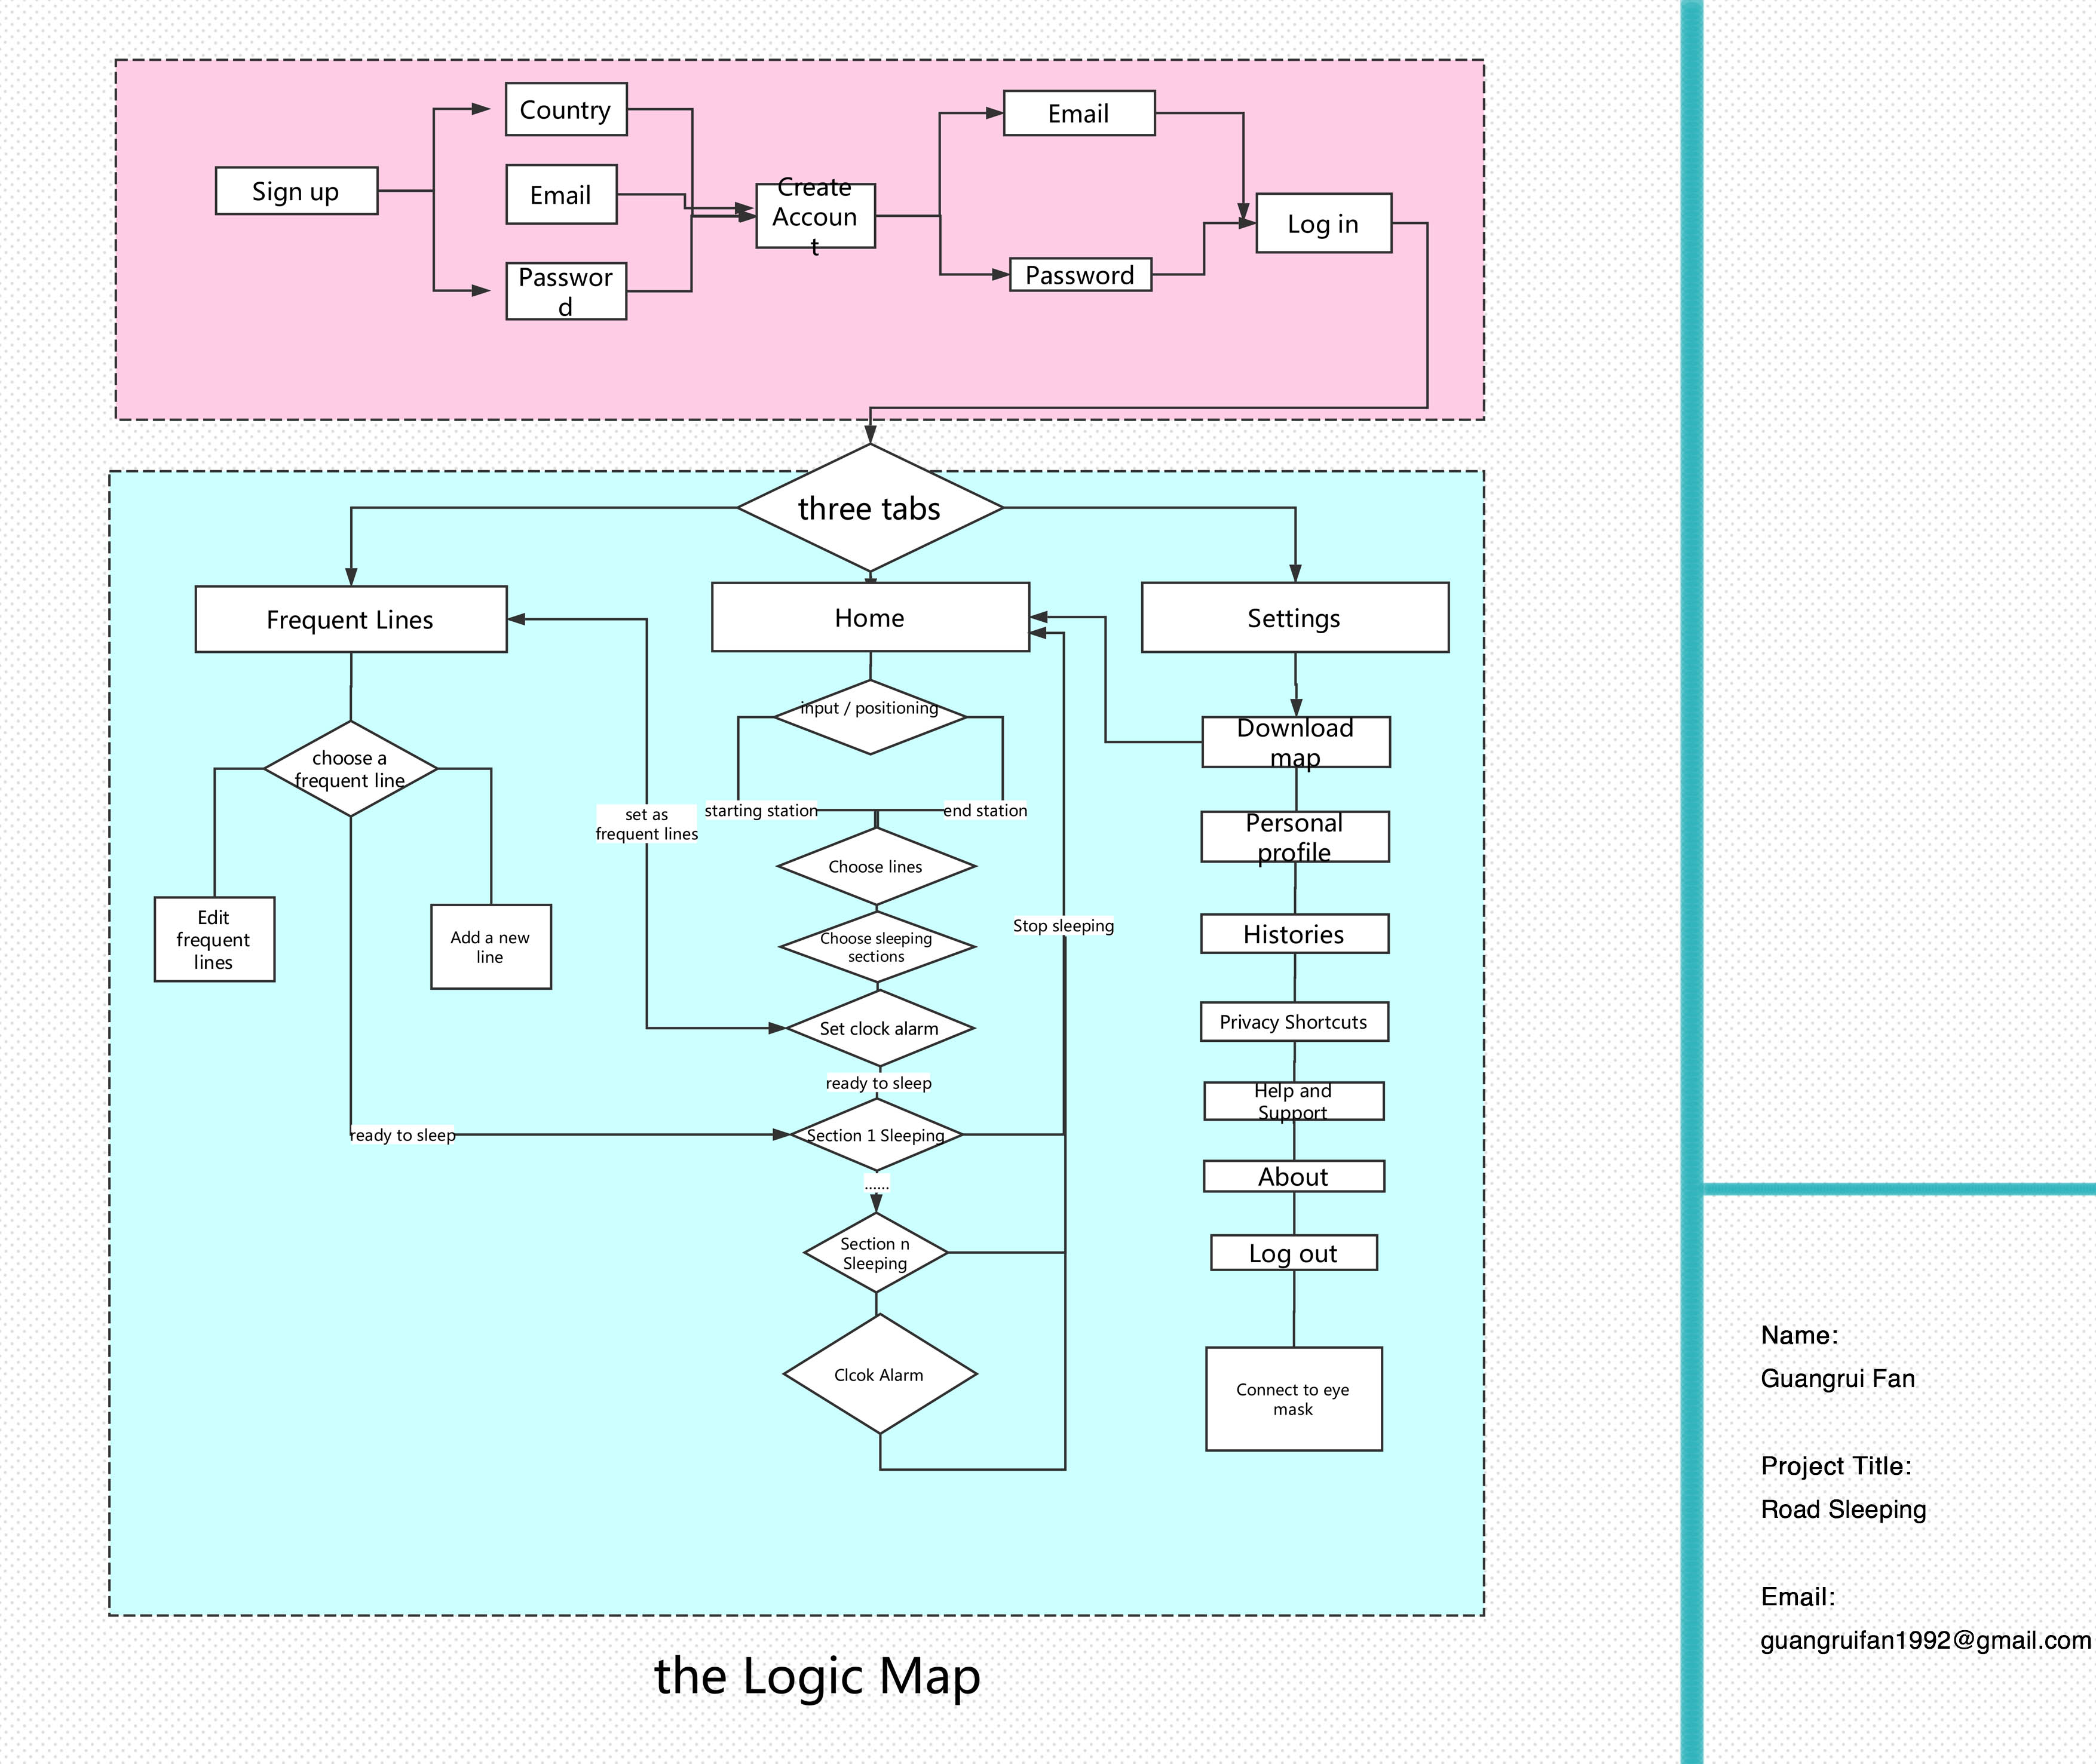 Sign up
Country
Email
Passwor
d
Create
Accoun
t
Email
Password
Log in
three tabs
Frequent Lines
Home
Settings
choose a
frequent line
Edit
frequent
lines
Add a new
line
set as
frequent lines
ready to sleep
input / positioning
starting station
end station
Choose lines
Choose sleeping
sections
Set clock alarm
ready to sleep
Section 1 Sleeping
......
Section n
Sleeping
Clcok Alarm
Stop sleeping
Download
map
Personal
profile
Histories
Privacy Shortcuts
Help and
Support
About
Log out
Connect to eye
mask
the Logic Map
Name:
Guangrui Fan
Project Title:
Road Sleeping
Email:
guangruifan1992@gmail.com